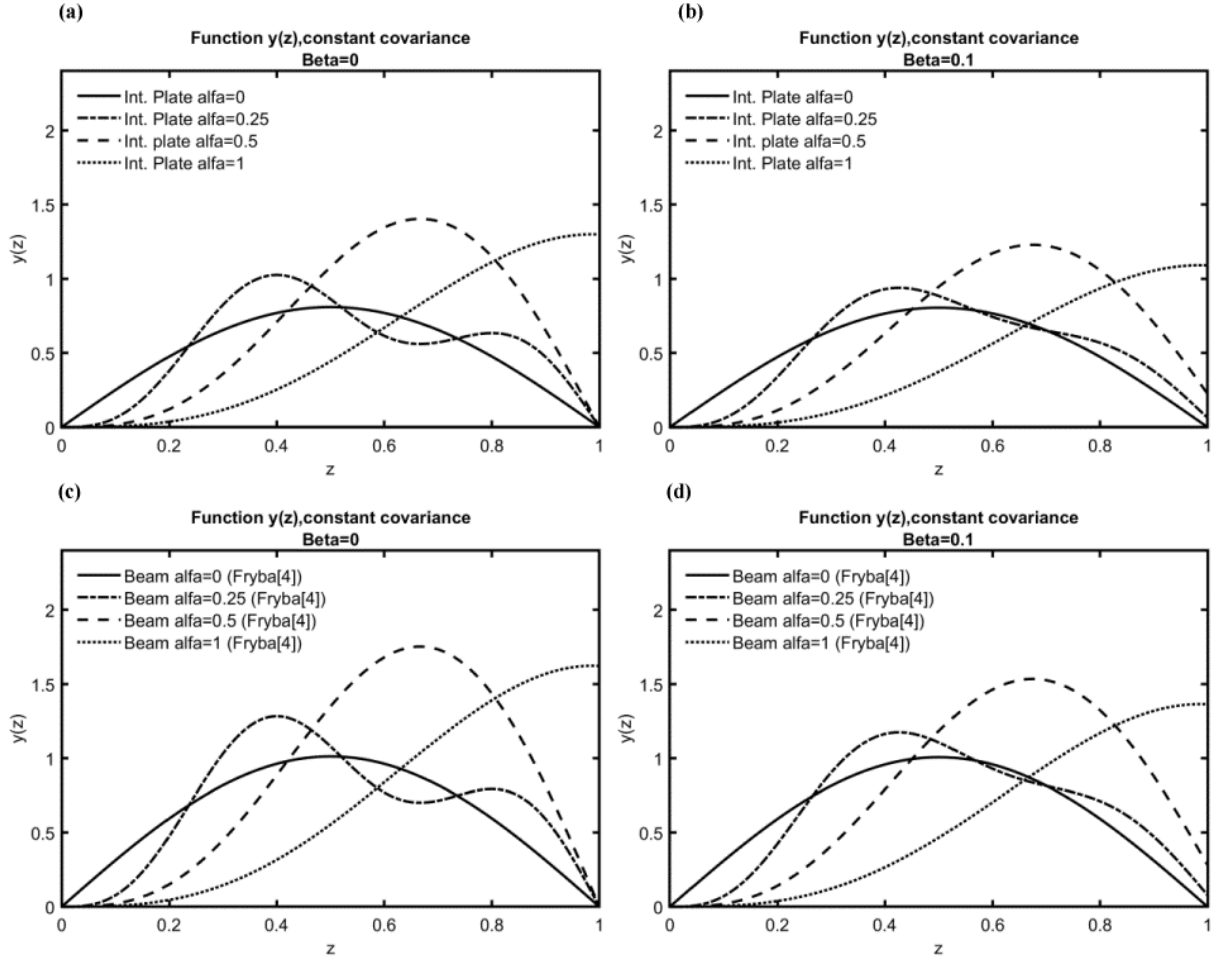 (a)
Function y(z),constant covariance
Beta=0
Int. Plate alfa=0
Int. Plate alfa=0.25
Int. plate alfa=0.5
Int. Plate alfa=1
2
1.5
1
0.5
0
y(z)
0 0.2 0.4 0.6 0.8 1
z
(b)
Function y(z),constant covariance
Beta=0.1
Int. Plate alfa=0
Int. Plate alfa=0.25
Int. Plate alfa=0.5
Int. Plate alfa=1
2
1.5
1
0.5
0
y(z)
0 0.2 0.4 0.6 0.8 1
z
(c)
Function y(z),constant covariance
Beta=0
Beam alfa=0 (Fryba[4])
Beam alfa=0.25 (Fryba[4])
Beam alfa=0.5 (Fryba[4])
Beam alfa=1 (Fryba[4])
2
1.5
1
0.5
0
y(z)
0 0.2 0.4 0.6 0.8 1
z
(d)
Function y(z),constant covariance
Beta=0.1
Beam alfa=0 (Fryba[4])
Beam alfa=0.25 (Fryba[4])
Beam alfa=0.5 (Fryba[4])
Beam alfa=1 (Fryba[4])
2
1.5
1
0.5
0
y(z)
0 0.2 0.4 0.6 0.8 1
z